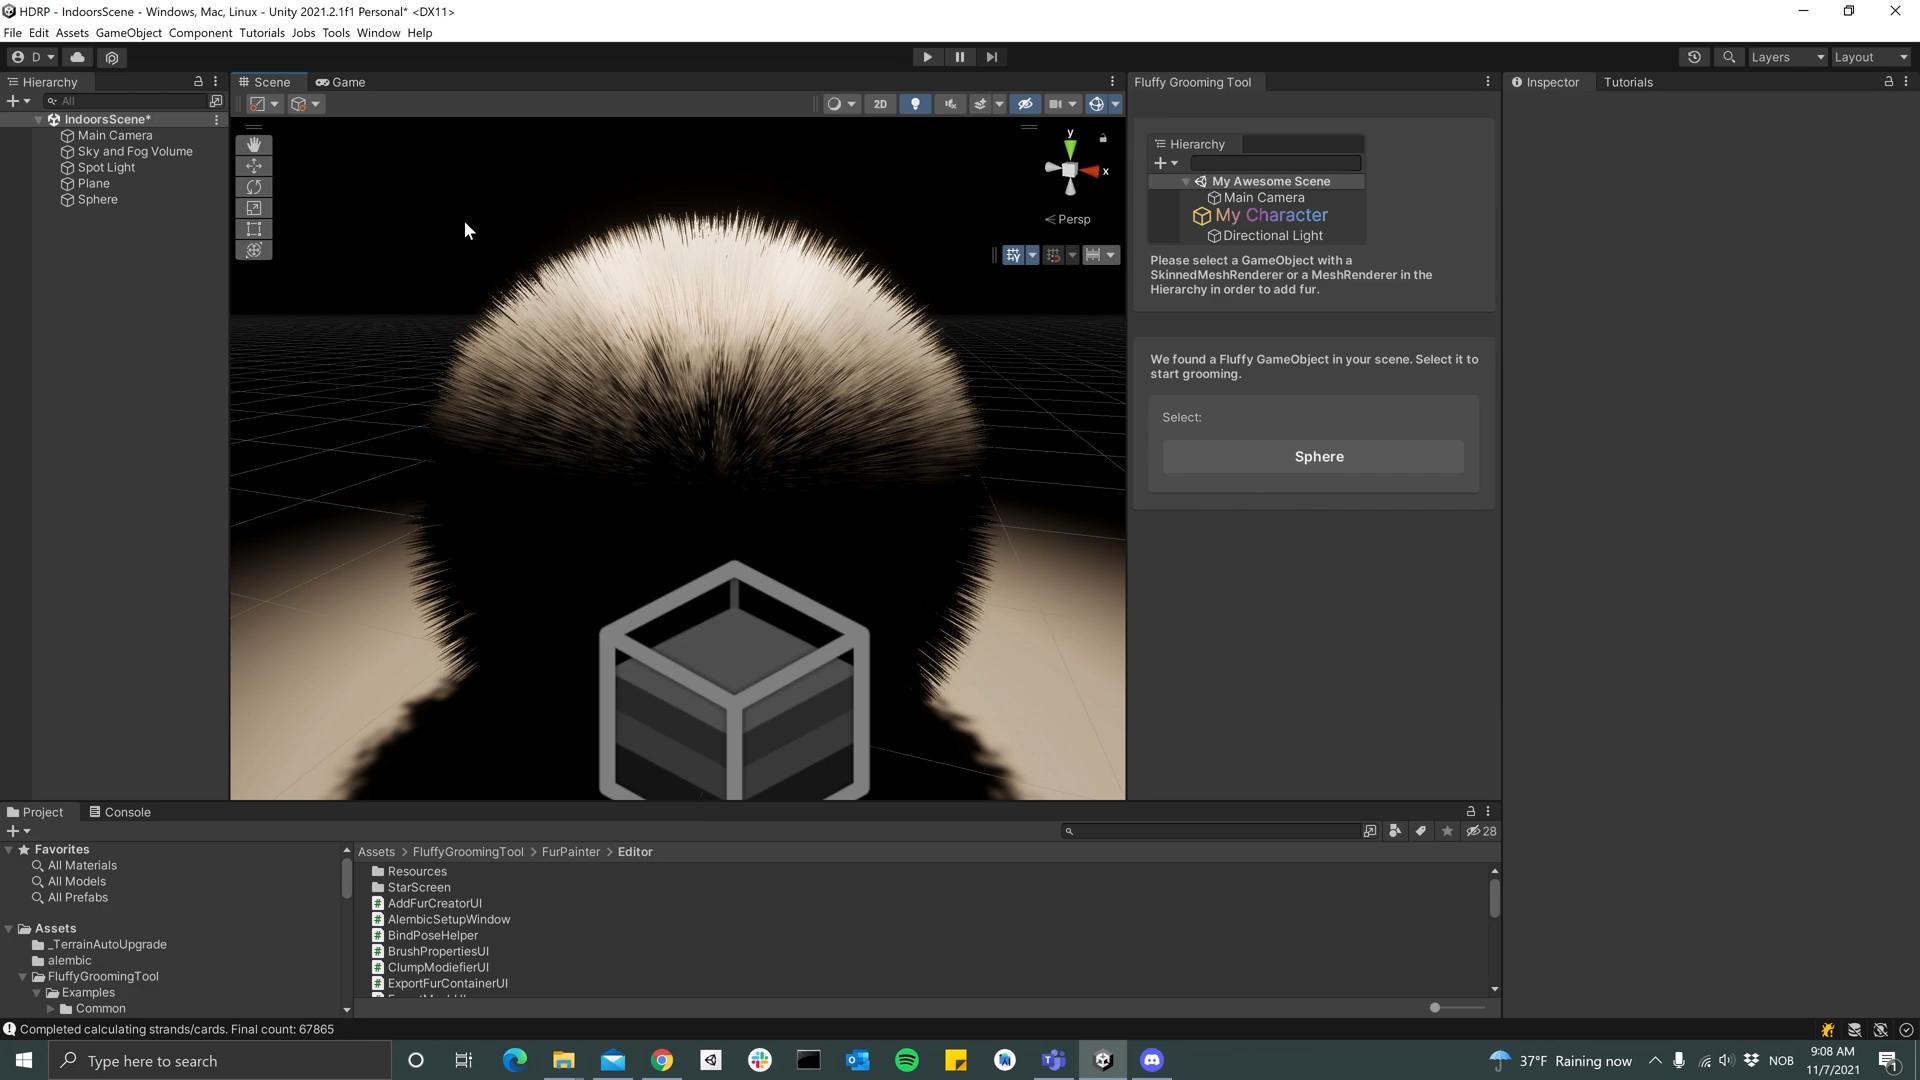 HDRP - IndoorsScene - Windows, Mac, Linux - Unity 2021.2.1f1 Personal* <DX11>
File Edit Assets GameObject Component Tutorials Jobs Tools Window Help
D
Layers
Layout
Hierarchy
All
IndoorsScene*
Main Camera
Sky and Fog Volume
Spot Light
Plane
Sphere
Scene
Game
2D
y
x
Persp
Fluffy Grooming Tool
Hierarchy
My Awesome Scene
Main Camera
My Character
Directional Light
Please select a GameObject with a
SkinnedMeshRenderer or a MeshRenderer in the
Hierarchy in order to add fur.
We found a Fluffy GameObject in your scene. Select it to
start grooming.
Select:
Sphere
Inspector
Tutorials
Project
Console
28
Favorites
All Materials
All Models
All Prefabs
Assets
_TerrainAutoUpgrade
alembic
FluffyGroomingTool
Examples
Common
Assets > FluffyGroomingTool > FurPainter > Editor
Resources
StarScreen
AddFurCreatorUI
AlembicSetupWindow
BindPoseHelper
BrushPropertiesUI
ClumpModiefierUI
ExportFurContainerUI
Completed calculating strands/cards. Final count: 67865
Type here to search
37°F Raining now
NOB
9:08 AM
11/7/2021
1